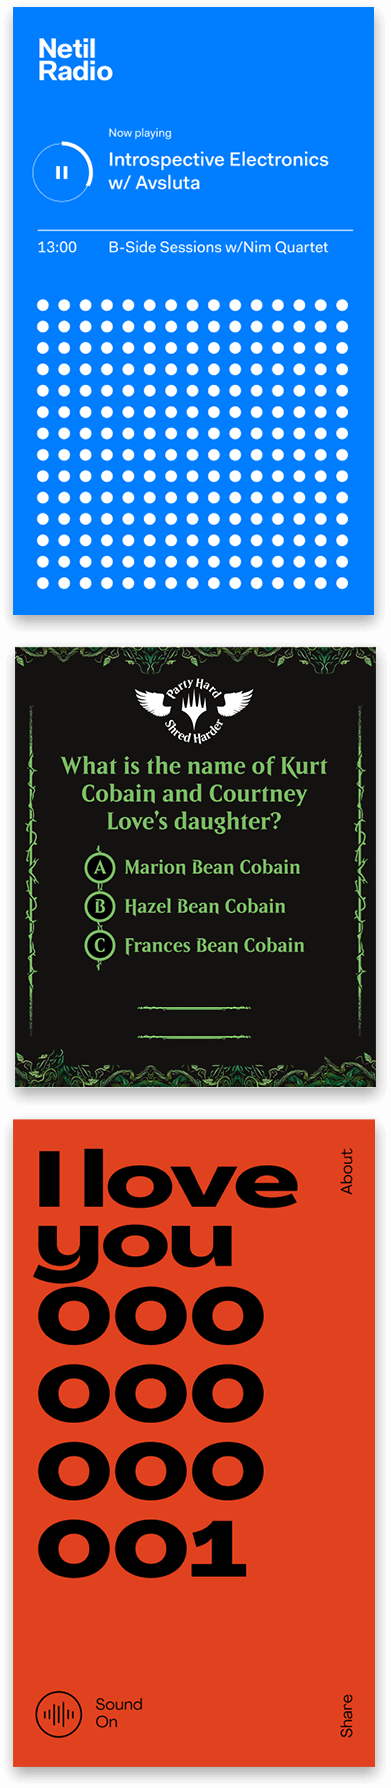 Netil
Radio
Now playing
Introspective Electronics
w/ Avsluta
13:00 B-Side Sessions w/Nim Quartet
Party Hard
Shred Harder
What is the name of Kurt
Cobain and Courtney
Love's daughter?
A Marion Bean Cobain
B Hazel Bean Cobain
C Frances Bean Cobain
I love
you
000
000
000
001
About
Sound
On
Share